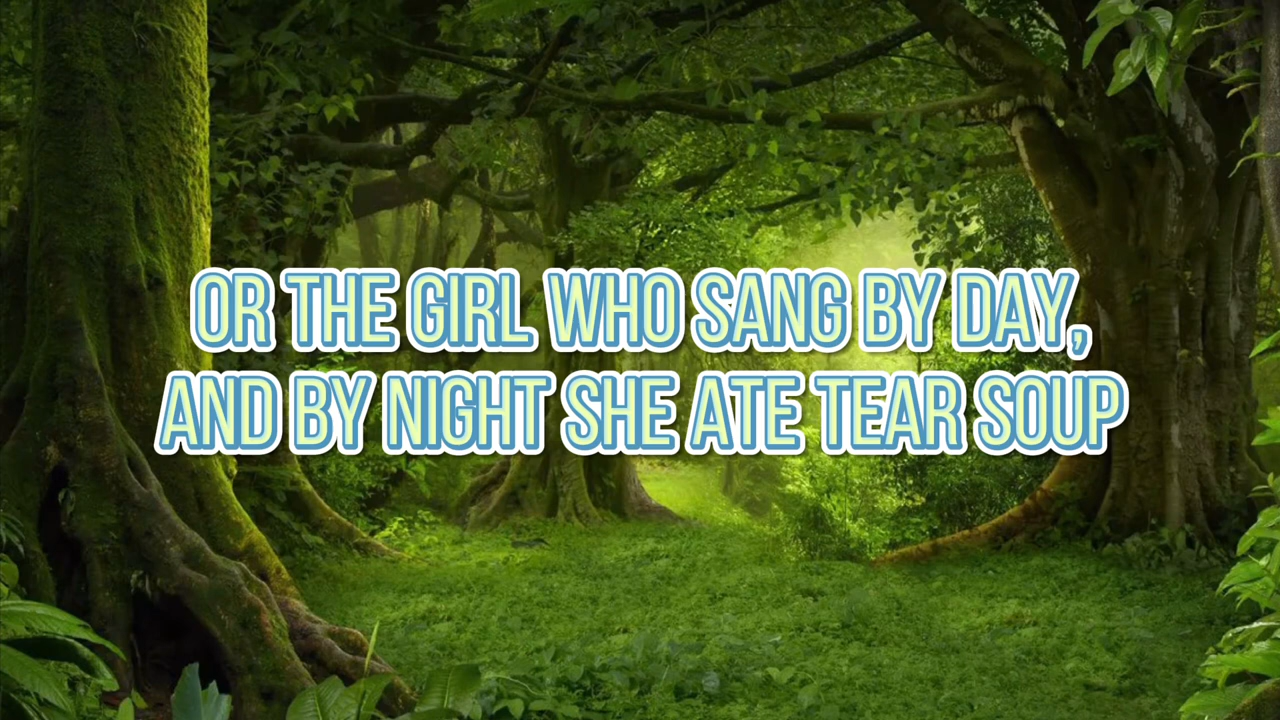 OR THE GIRL WHO SANG BY DAY,
AND BY NIGHT SHE ATE TEAR SOUP